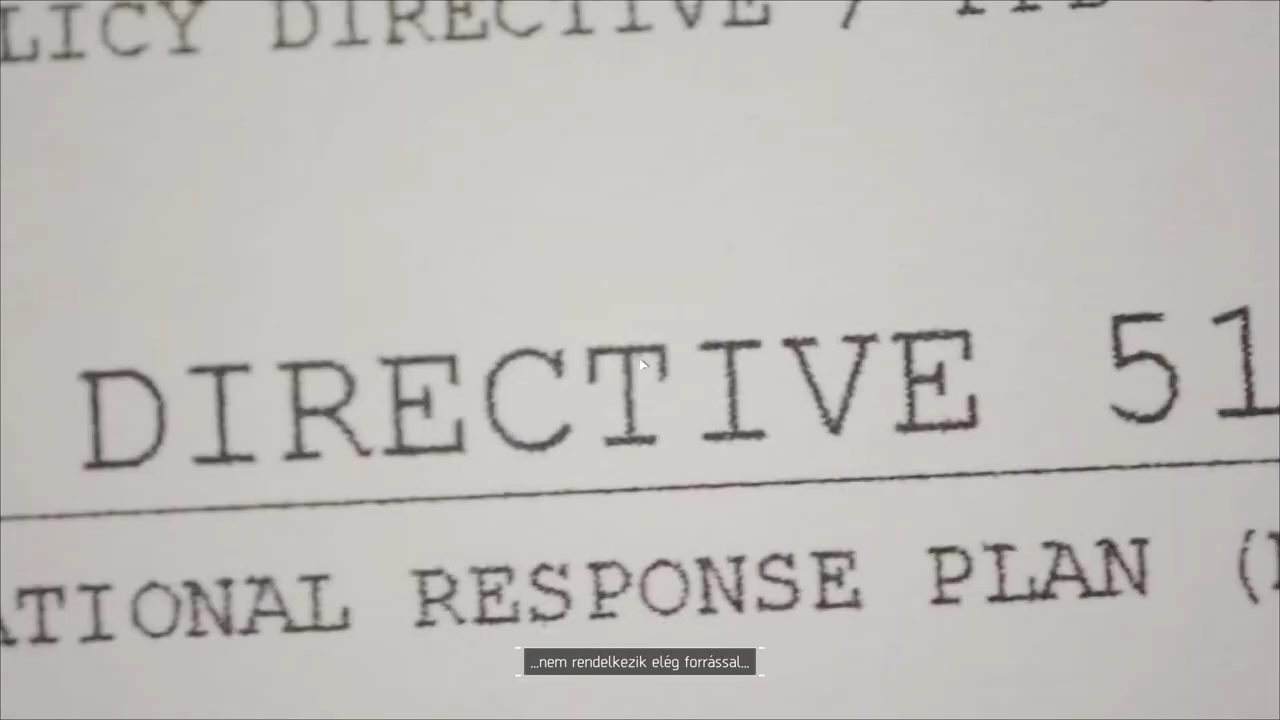 LICY DIRECTIVE /
DIRECTIVE 51
ATIONAL RESPONSE PLAN (
...nem rendelkezik elég forrással...